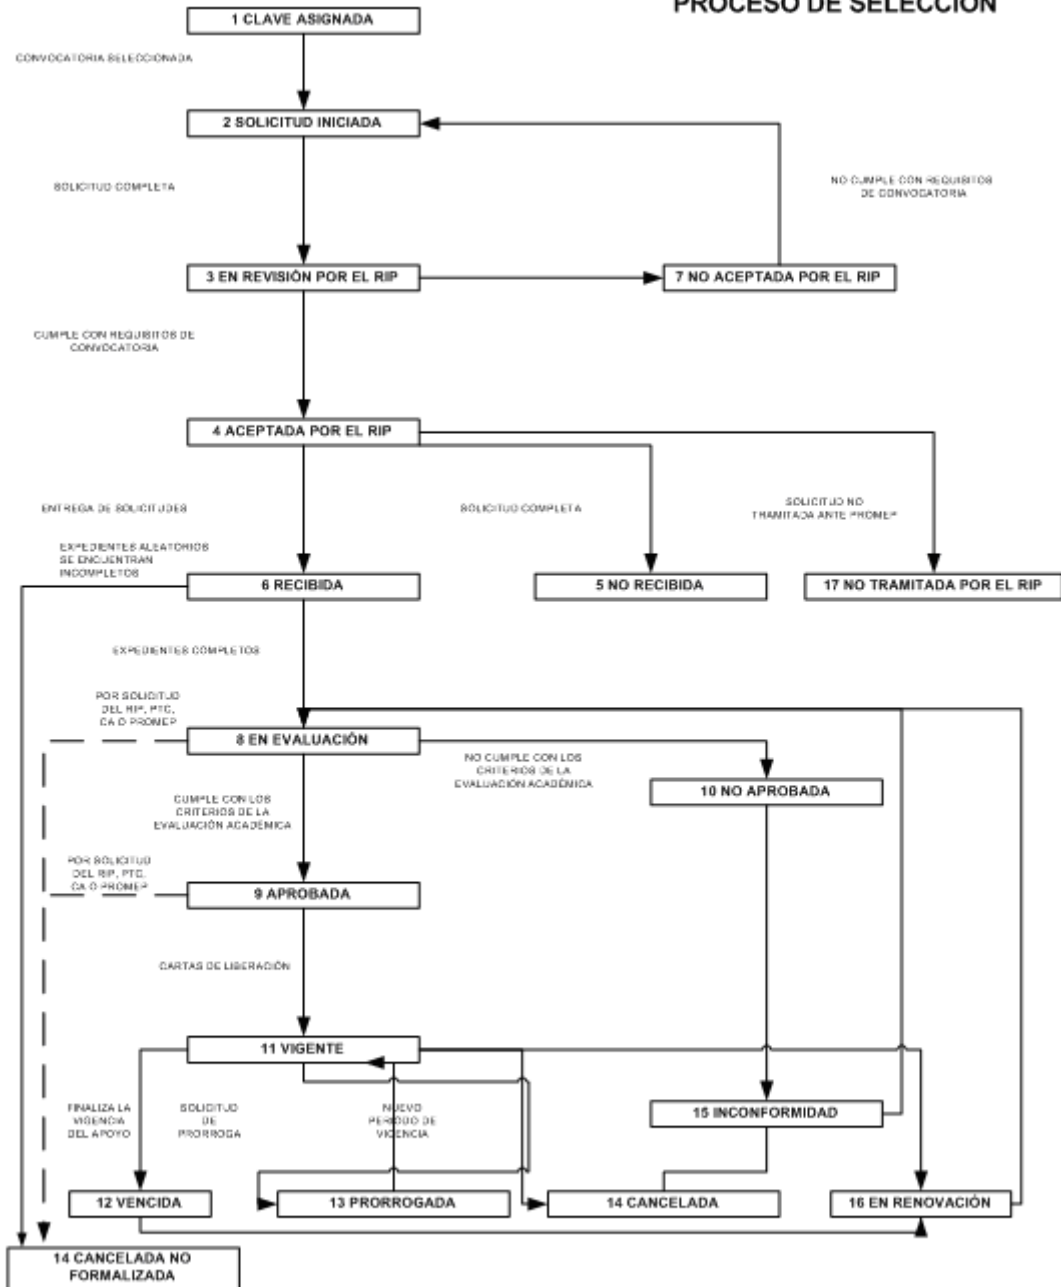 PROCESO DE SELECCIÓN
1 CLAVE ASIGNADA
CONVOCATORIA SELECCIONADA
2 SOLICITUD INICIADA
SOLICITUD COMPLETA
NO CUMPLE CON REQUISITOS
DE CONVOCATORIA
3 EN REVISIÓN POR EL RIP
7 NO ACEPTADA POR EL RIP
CUMPLE CON REQUISITOS DE
CONVOCATORIA
4 ACEPTADA POR EL RIP
ENTREGA DE SOLICITUDES
SOLICITUD COMPLETA
SOLICITUD NO
TRAMITADA ANTE PROMEP
EXPEDIENTES ALEATORIOS
SE ENCUENTRAN
INCOMPLETOS
6 RECIBIDA
5 NO RECIBIDA
17 NO TRAMITADA POR EL RIP
EXPEDIENTES COMPLETOS
POR SOLICITUD
DEL RIP, PTC,
CA O PROMEP
8 EN EVALUACIÓN
NO CUMPLE CON LOS
CRITERIOS DE LA
EVALUACIÓN ACADÉMICA
10 NO APROBADA
CUMPLE CON LOS
CRITERIOS DE LA
EVALUACIÓN ACADÉMICA
POR SOLICITUD
DEL RIP, PTC,
CA O PROMEP
9 APROBADA
CARTAS DE LIBERACIÓN
11 VIGENTE
FINALIZA LA
VIGENCIA
DEL APOYO
SOLICITUD
DE
PRORROGA
NUEVO
PERIODO DE
VIGENCIA
15 INCONFORMIDAD
12 VENCIDA
13 PRORROGADA
14 CANCELADA
16 EN RENOVACIÓN
14 CANCELADA NO
FORMALIZADA